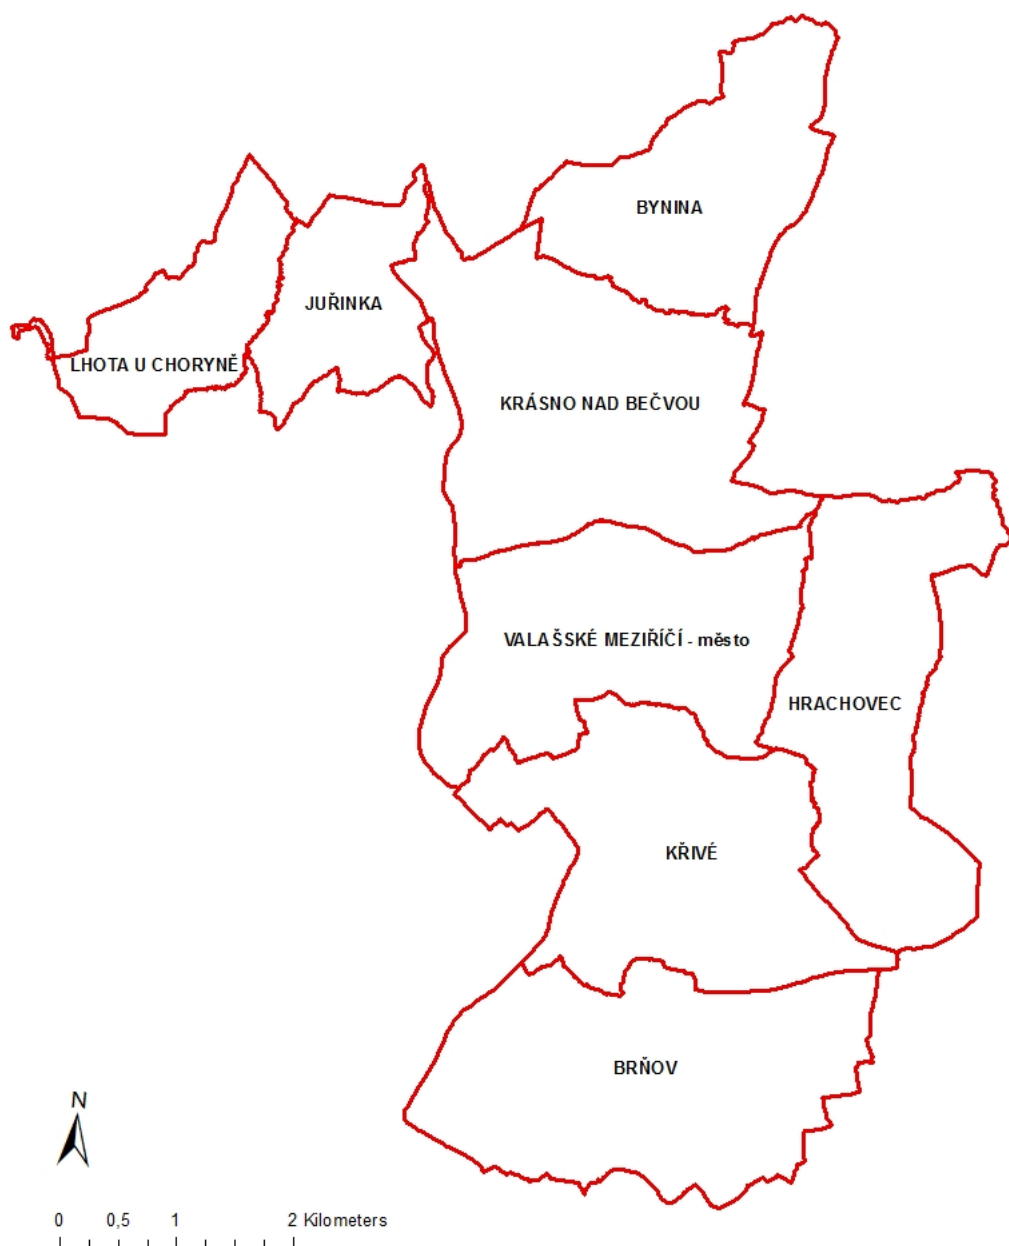 BYNINA
JUŘINKA
LHOTA U CHORYNĚ
KRÁSNO NAD BEČVOU
VALAŠSKÉ MEZIŘÍČÍ - město
HRACHOVEC
KŘIVÉ
BRŇOV
N
0 0,5 1 2 Kilometers